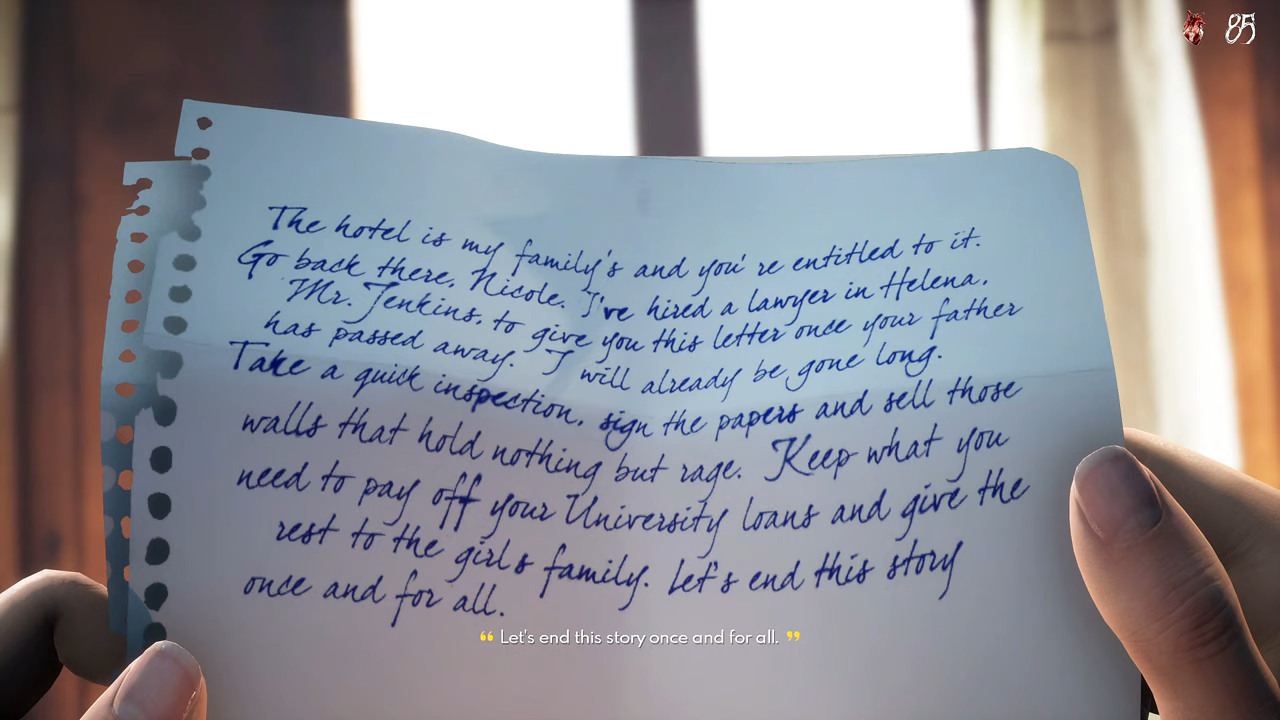 85
The hotel is my family's and you're entitled to it.
Go back there, Nicole. I've hired a lawyer in Helena,
Mr. Jenkins, to give you this letter once your father
has passed away. I will already be gone long.
Take a quick inspection, sign the papers and sell those
walls that hold nothing but rage. Keep what you
need to pay off your University loans and give the
rest to the girls family. Let's end this story
once and for all.
“ Let's end this story once and for all. ”